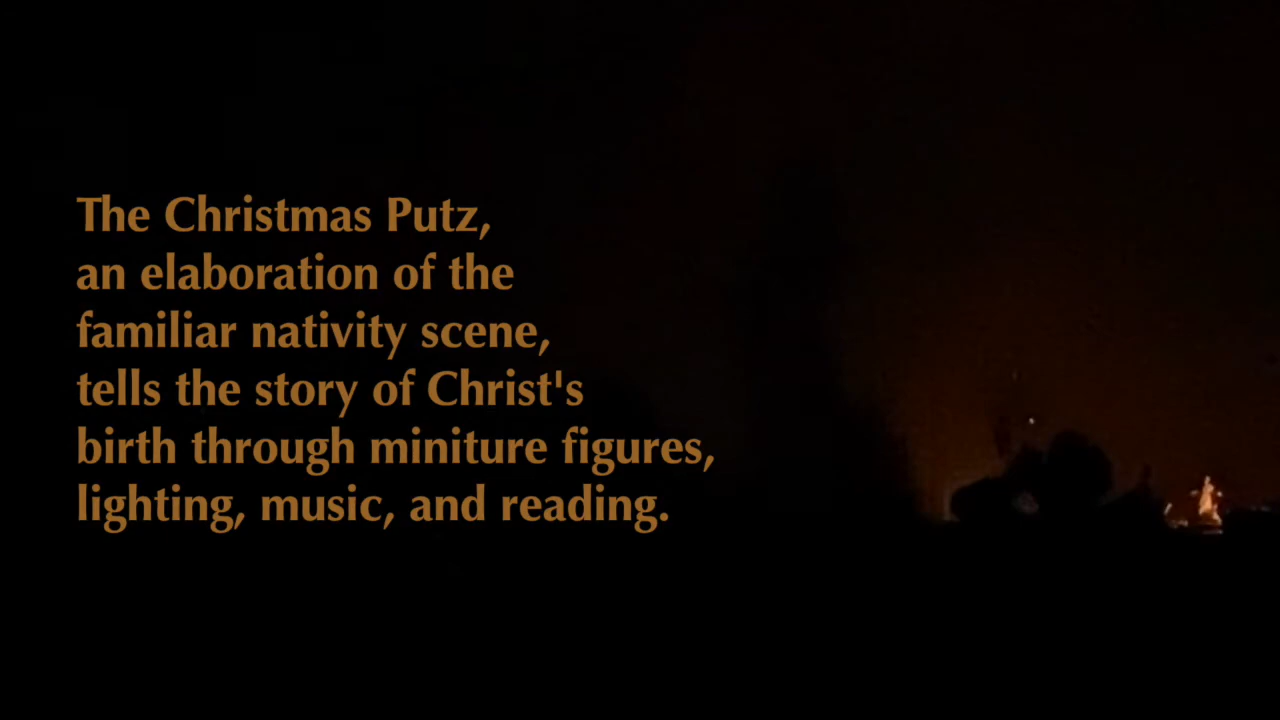 The Christmas Putz,
an elaboration of the
familiar nativity scene,
tells the story of Christ's
birth through miniture figures,
lighting, music, and reading.